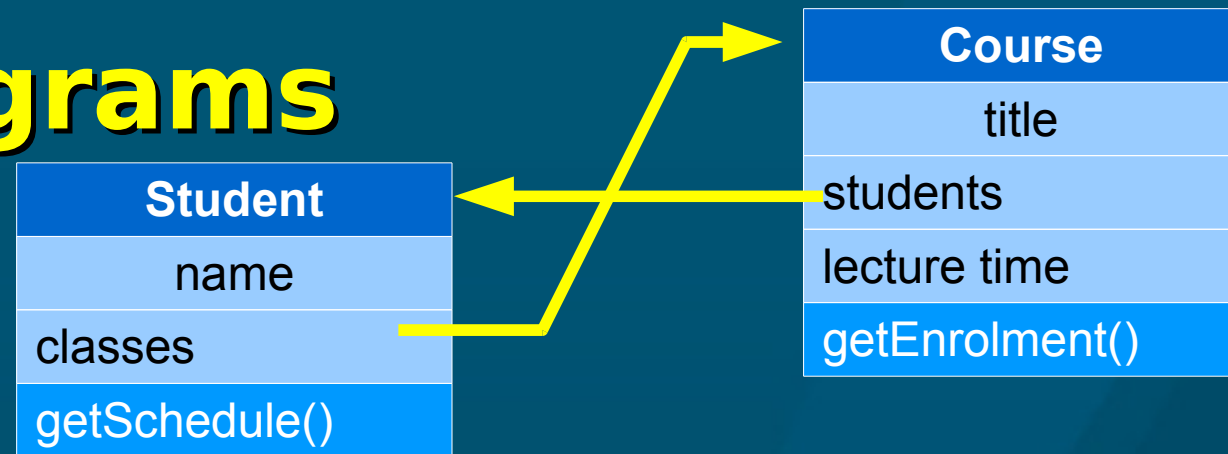 grams
Student
name
classes
getSchedule()
Course
title
students
lecture time
getEnrolment()